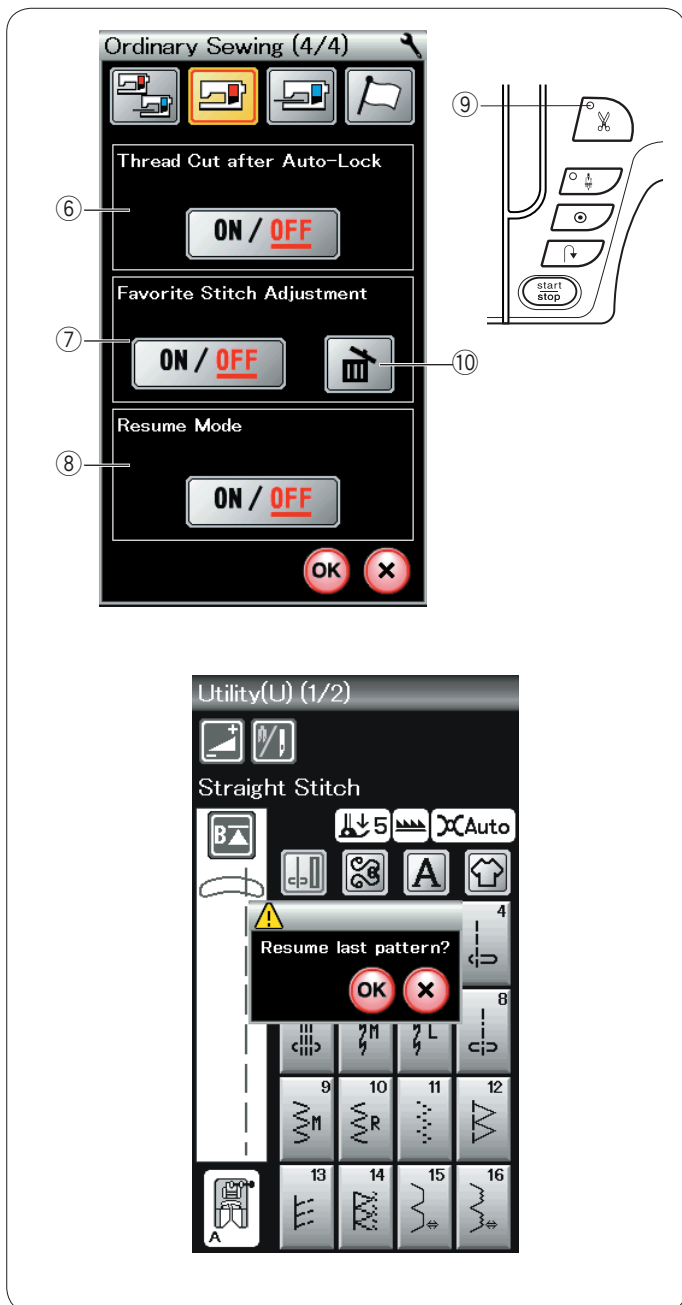 Ordinary Sewing (4/4)
⑨
Thread Cut after Auto-Lock
⑥
ON / OFF
start
stop
Favorite Stitch Adjustment
⑦
ON / OFF
⑩
Resume Mode
⑧
ON / OFF
OK ×
Utility(U) (1/2)
Straight Stitch
B 5 Auto
A
4
Resume last pattern?
OK ×
8
M L
9 10 11 12
M R
13 14 15 16
A